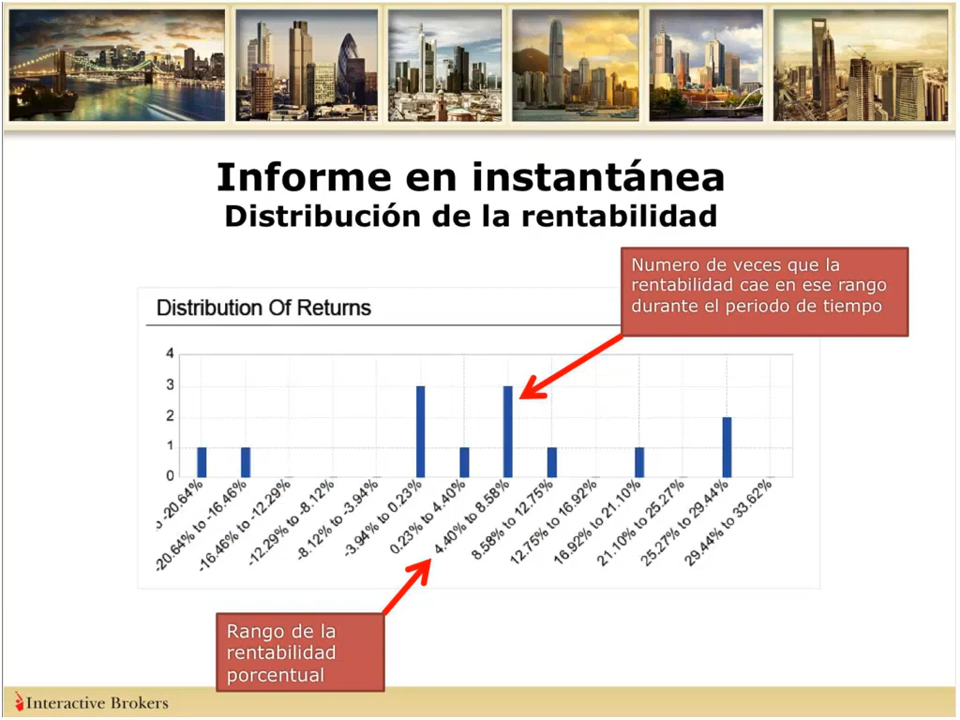 Informe en instantánea
Distribución de la rentabilidad
Numero de veces que la
rentabilidad cae en ese rango
durante el periodo de tiempo
Distribution Of Returns
4
3
2
1
0
-20.64%
-20.64% to -16.46%
-16.46% to -12.29%
-12.29% to -8.12%
-8.12% to -3.94%
-3.94% to 0.23%
0.23% to 4.40%
4.40% to 8.58%
8.58% to 12.75%
12.75% to 16.92%
16.92% to 21.10%
21.10% to 25.27%
25.27% to 29.44%
29.44% to 33.62%
Rango de la
rentabilidad
porcentual
Interactive Brokers